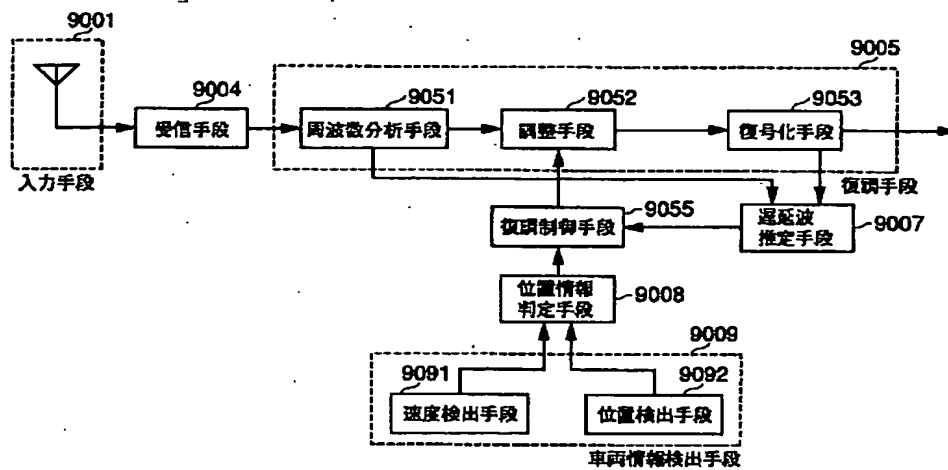 9001
9005
9004
9051
9052
9053
受信手段
周波数分析手段
調整手段
復号化手段
入力手段
復調手段
9055
復調制御手段
遅延波
推定手段
9007
位置情報
判定手段
9008
9009
9091
9092
速度検出手段
位置検出手段
車両情報検出手段